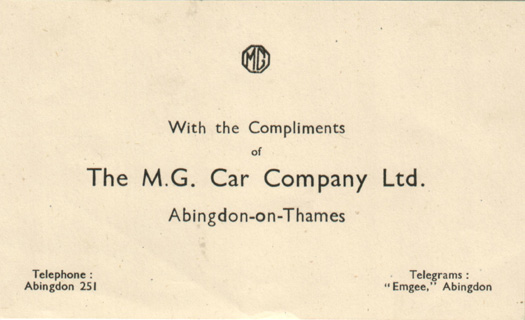 MG
With the Compliments
of
The M.G. Car Company Ltd.
Abingdon-on-Thames
Telephone :
Abingdon 251
Telegrams :
"Emgee," Abingdon